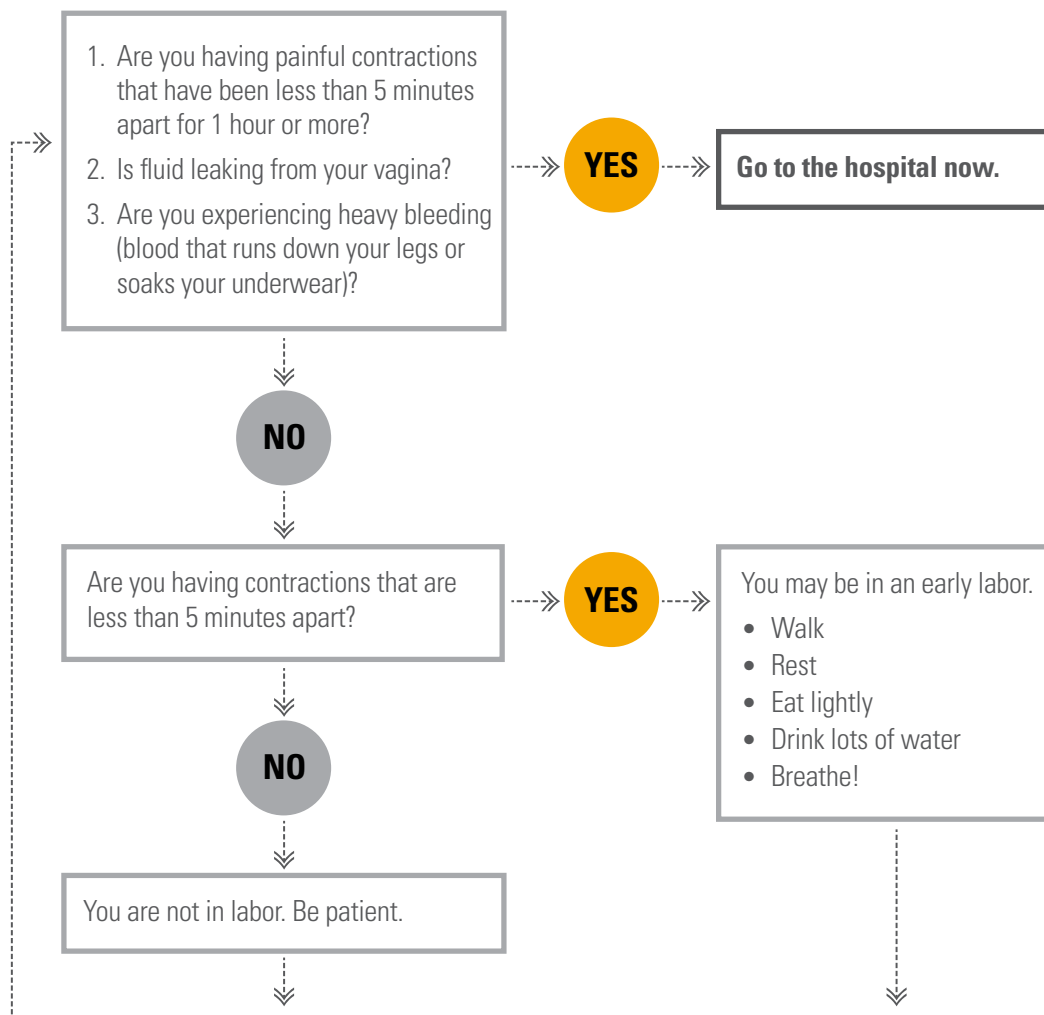 1. Are you having painful contractions
that have been less than 5 minutes
apart for 1 hour or more?
2. Is fluid leaking from your vagina?
3. Are you experiencing heavy bleeding
(blood that runs down your legs or
soaks your underwear)?
YES
Go to the hospital now.
NO
Are you having contractions that are
less than 5 minutes apart?
YES
You may be in an early labor.
• Walk
• Rest
• Eat lightly
• Drink lots of water
• Breathe!
NO
You are not in labor. Be patient.